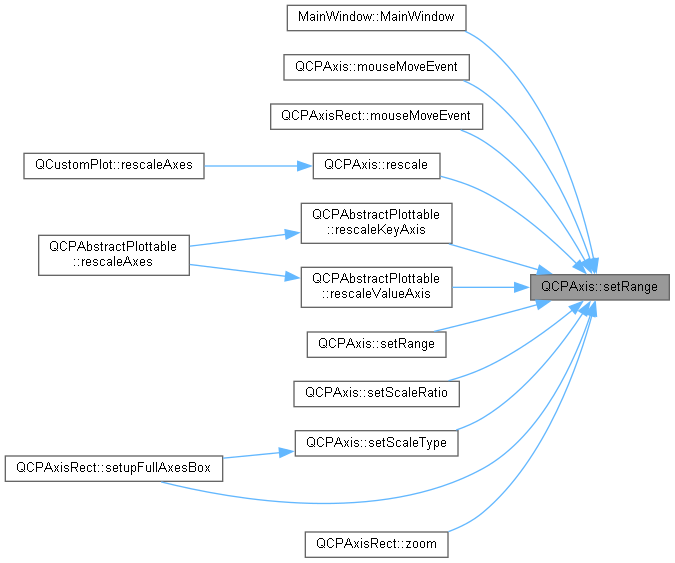 MainWindow::MainWindow
QCPAxis::mouseMoveEvent
QCPAxisRect::mouseMoveEvent
QCustomPlot::rescaleAxes
QCPAxis::rescale
QCPAbstractPlottable
::rescaleKeyAxis
QCPAbstractPlottable
::rescaleAxes
QCPAbstractPlottable
::rescaleValueAxis
QCPAxis::setRange
QCPAxis::setRange
QCPAxis::setScaleRatio
QCPAxis::setScaleType
QCPAxisRect::setupFullAxesBox
QCPAxisRect::zoom